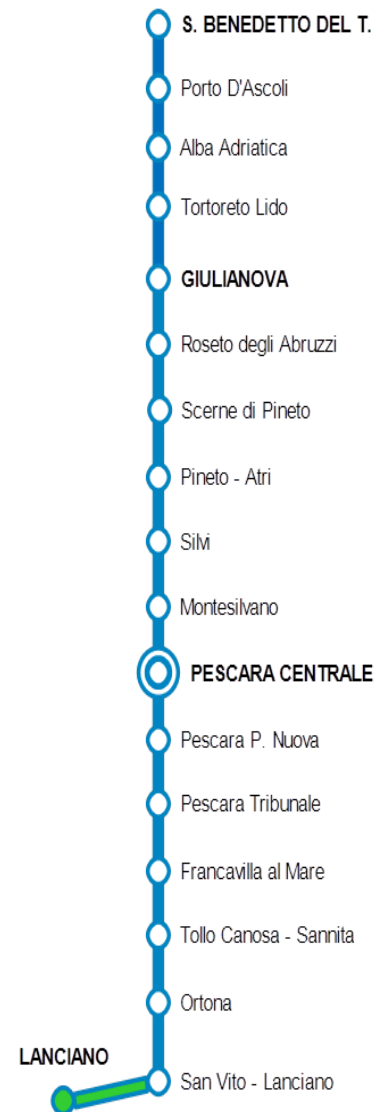 S. BENEDETTO DEL T.
Porto D'Ascoli
Alba Adriatica
Tortoreto Lido
GIULIANOVA
Roseto degli Abruzzi
Scerne di Pineto
Pineto - Atri
Silvi
Montesilvano
PESCARA CENTRALE
Pescara P. Nuova
Pescara Tribunale
Francavilla al Mare
Tollo Canosa - Sannita
Ortona
LANCIANO
San Vito - Lanciano